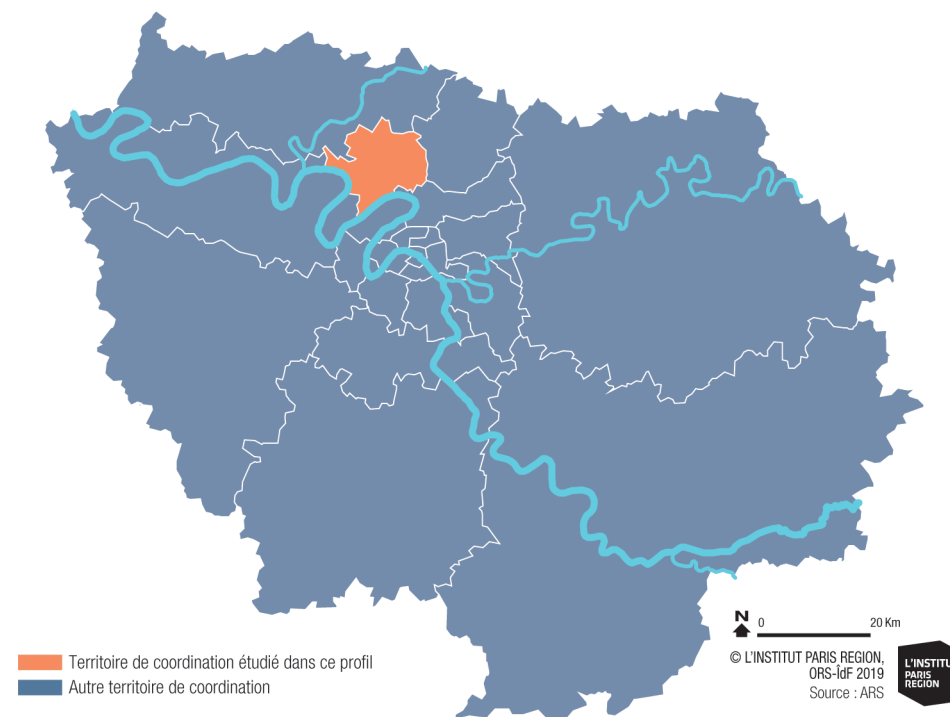 N
0 20 Km
Territoire de coordination étudié dans ce profil
Autre territoire de coordination
© L'INSTITUT PARIS REGION,
ORS-ÎdF 2019
Source : ARS
L'INSTITU
PARIS
REGION